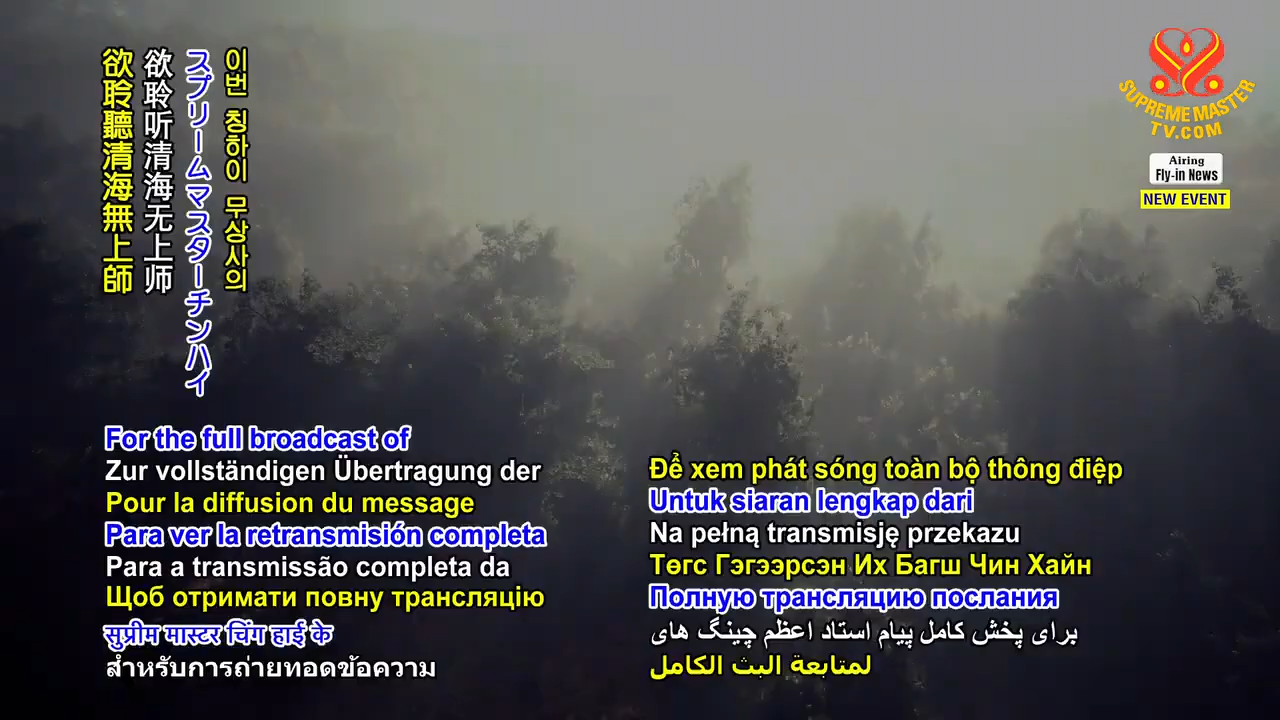 欲聆聽清海無上師
欲聆听清海无上师
スプリームマスターチンハイ
이번 칭하이 무상사의
SUPREME MASTER
TV.COM
Airing
Fly-in News
NEW EVENT
For the full broadcast of
Zur vollständigen Übertragung der
Pour la diffusion du message
Para ver la retransmisión completa
Para a transmissão completa da
Щоб отримати повну трансляцію
सुप्रीम मास्टर चिंग हाई के
สำหรับการถ่ายทอดข้อความ
Để xem phát sóng toàn bộ thông điệp
Untuk siaran lengkap dari
Na pełną transmisję przekazu
Төгс Гэгээрсэн Их Багш Чин Хайн
Полную трансляцию послания
برای پخش کامل پیام استاد اعظم چینگ های
لمتابعة البث الكامل